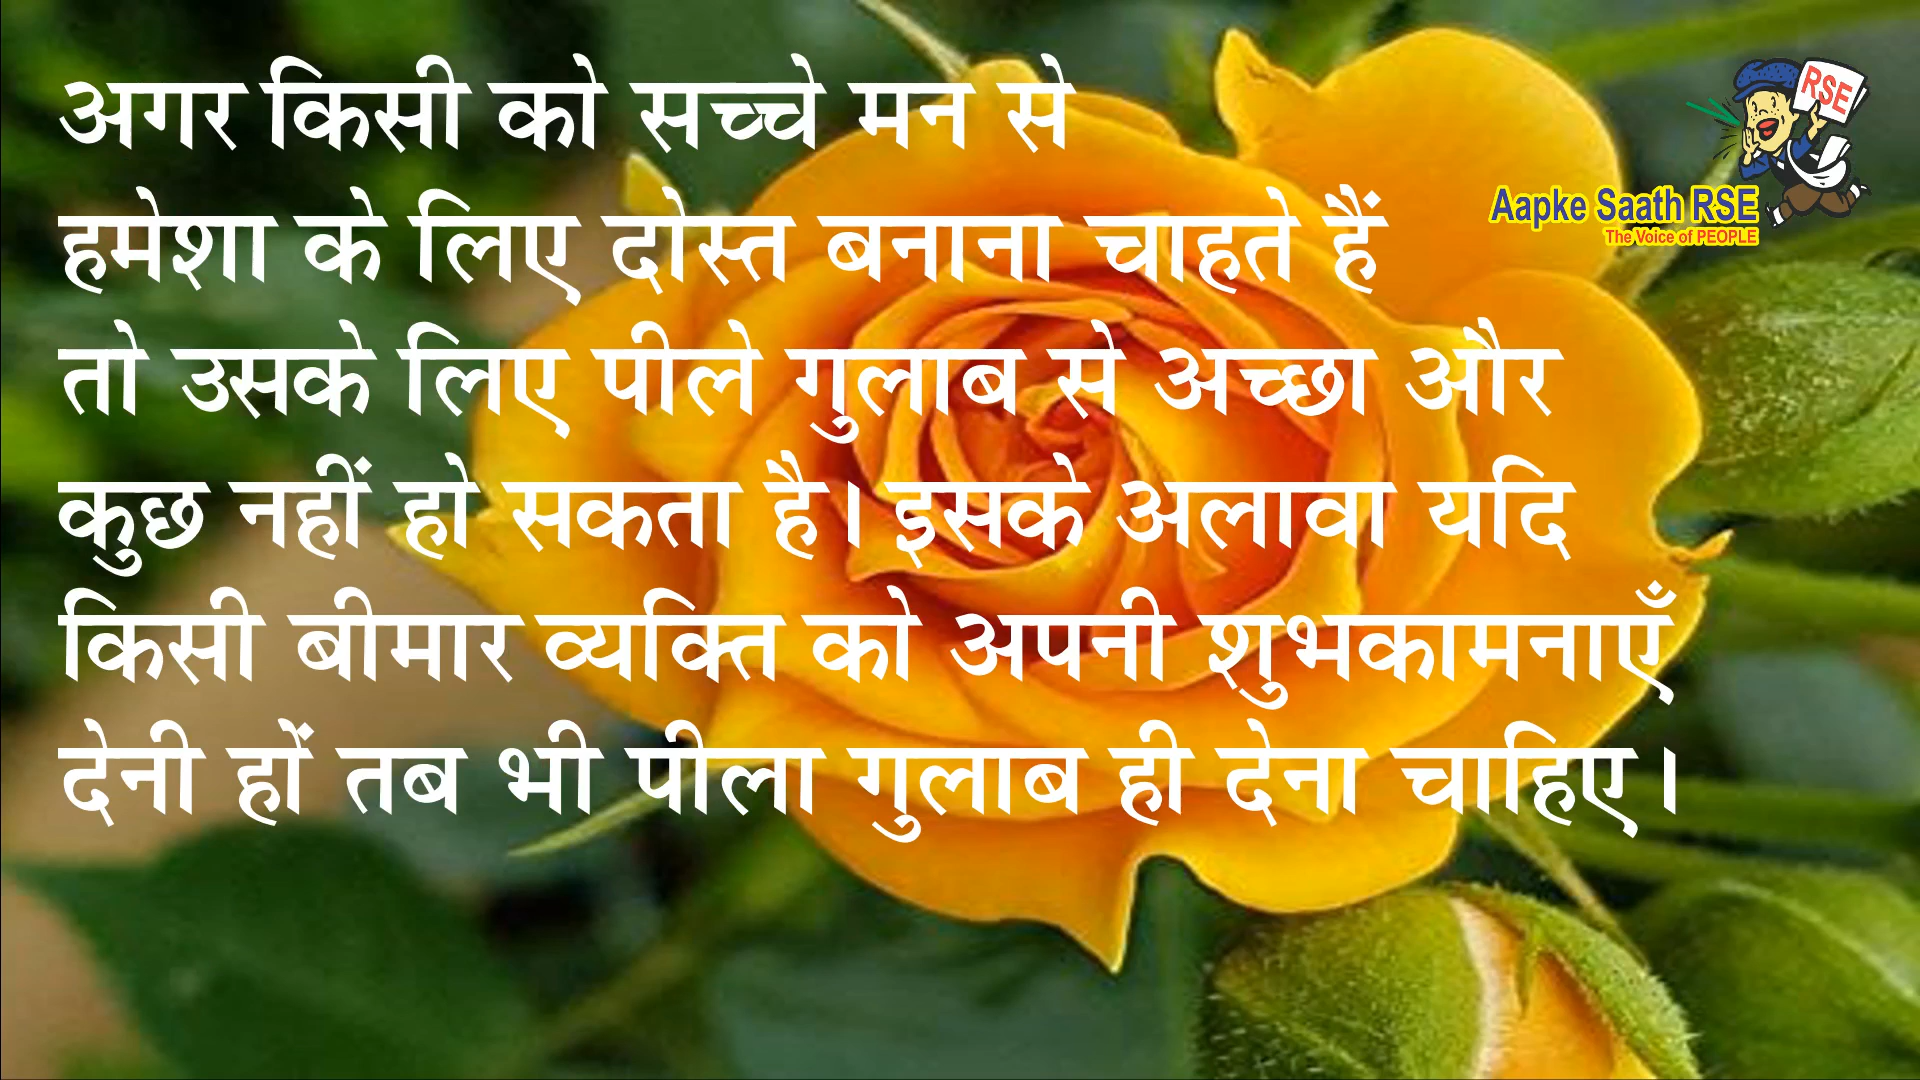 अगर किसी को सच्चे मन से
हमेशा के लिए दोस्त बनाना चाहते हैं
तो उसके लिए पीले गुलाब से अच्छा और
कुछ नहीं हो सकता है। इसके अलावा यदि
किसी बीमार व्यक्ति को अपनी शुभकामनाएँ
देनी हों तब भी पीला गुलाब ही देना चाहिए।
RSE
Aapke Saath RSE
The Voice of PEOPLE